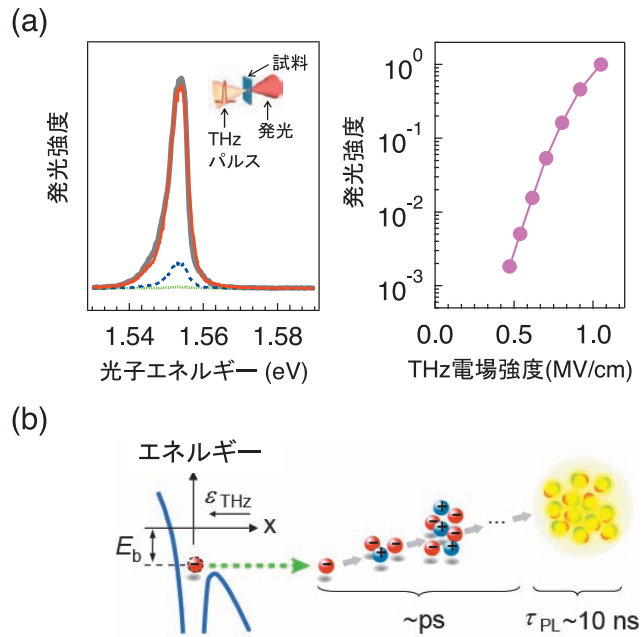 (a)
発光強度
試料
THz
パルス
発光
1.54
1.56
1.58
光子エネルギー (eV)
発光強度
10⁰
10⁻¹
10⁻²
10⁻³
0.0
0.5
1.0
THz電場強度(MV/cm)
(b)
エネルギー
ε_THz
x
E_b
...
~ps
τ_PL~10 ns